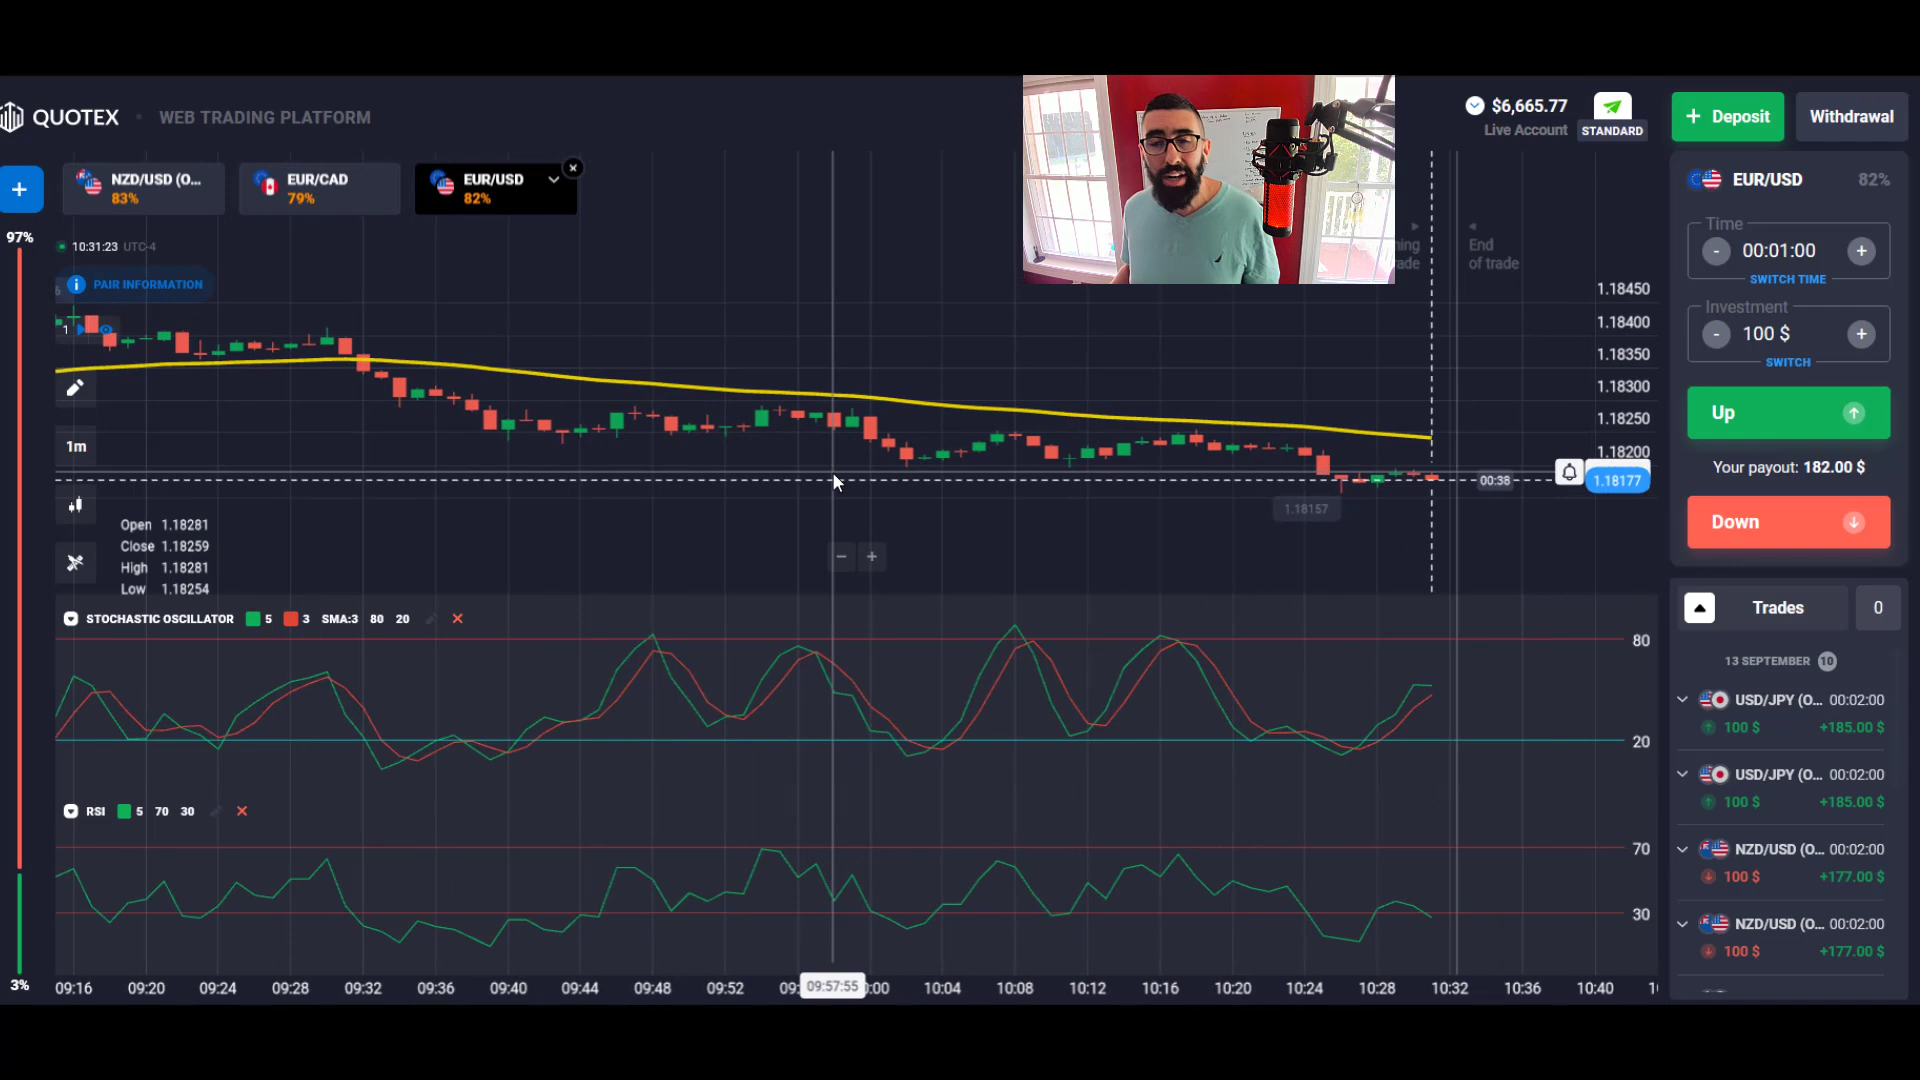 QUOTEX • WEB TRADING PLATFORM
$6,665.77
Live Account
STANDARD
+ Deposit
Withdrawal
+
NZD/USD (O...
83%
EUR/CAD
79%
EUR/USD
82%
97%
10:31:23 UTC-4
PAIR INFORMATION
1
1m
Open 1.18281
Close 1.18259
High 1.18281
Low 1.18254
End
of trade
1.18450
1.18400
1.18350
1.18300
1.18250
1.18200
00:38
1.18177
1.18157
− +
STOCHASTIC OSCILLATOR 5 3 SMA:3 80 20
80
20
RSI 5 70 30
70
30
3%
09:16 09:20 09:24 09:28 09:32 09:36 09:40 09:44 09:48 09:52 09:57:55 10:04 10:08 10:12 10:16 10:20 10:24 10:28 10:32 10:36 10:40
EUR/USD 82%
Time
- 00:01:00 +
SWITCH TIME
Investment
- 100 $ +
SWITCH
Up
Your payout: 182.00 $
Down
Trades 0
13 SEPTEMBER 10
USD/JPY (O... 00:02:00
100 $ +185.00 $
USD/JPY (O... 00:02:00
100 $ +185.00 $
NZD/USD (O... 00:02:00
100 $ +177.00 $
NZD/USD (O... 00:02:00
100 $ +177.00 $